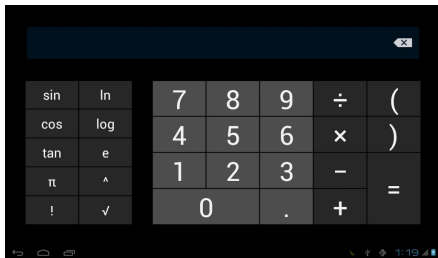 sin ln 7 8 9 ÷ (
cos log 4 5 6 × )
tan e 1 2 3 − =
π ^ 0 . +
! √
1:19